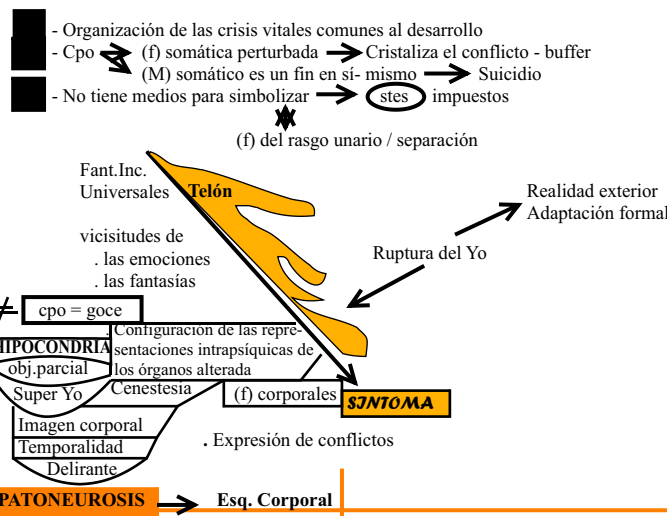 - Organización de las crisis vitales comunes al desarrollo
- Cpo (f) somática perturbada Cristaliza el conflicto - buffer
(M) somático es un fin en sí- mismo Suicidio
- No tiene medios para simbolizar stes impuestos
(f) del rasgo unario / separación
Fant.Inc.
Universales Telón
Realidad exterior
Adaptación formal
vicisitudes de
. las emociones
. las fantasías
Ruptura del Yo
cpo = goce
HIPOCONDRIA
. Configuración de las repre-
sentaciones intrapsíquicas de
los órganos alterada
obj.parcial
Super Yo
Cenestesia
(f) corporales
SINTOMA
Imagen corporal
Temporalidad
Delirante
. Expresión de conflictos
PATONEUROSIS Esq. Corporal